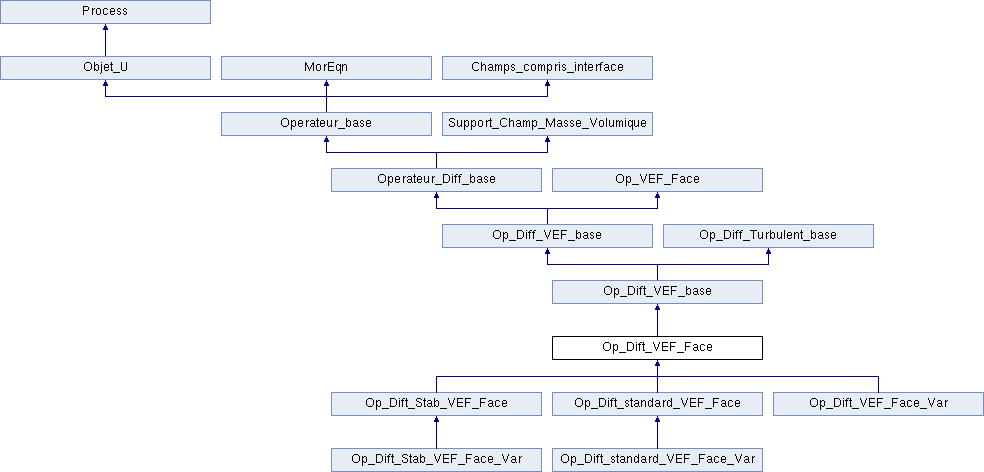 Process
Objet_U
MorEqn
Champs_compris_interface
Operateur_base
Support_Champ_Masse_Volumique
Operateur_Diff_base
Op_VEF_Face
Op_Diff_VEF_base
Op_Diff_Turbulent_base
Op_Dift_VEF_base
Op_Dift_VEF_Face
Op_Dift_Stab_VEF_Face
Op_Dift_standard_VEF_Face
Op_Dift_VEF_Face_Var
Op_Dift_Stab_VEF_Face_Var
Op_Dift_standard_VEF_Face_Var